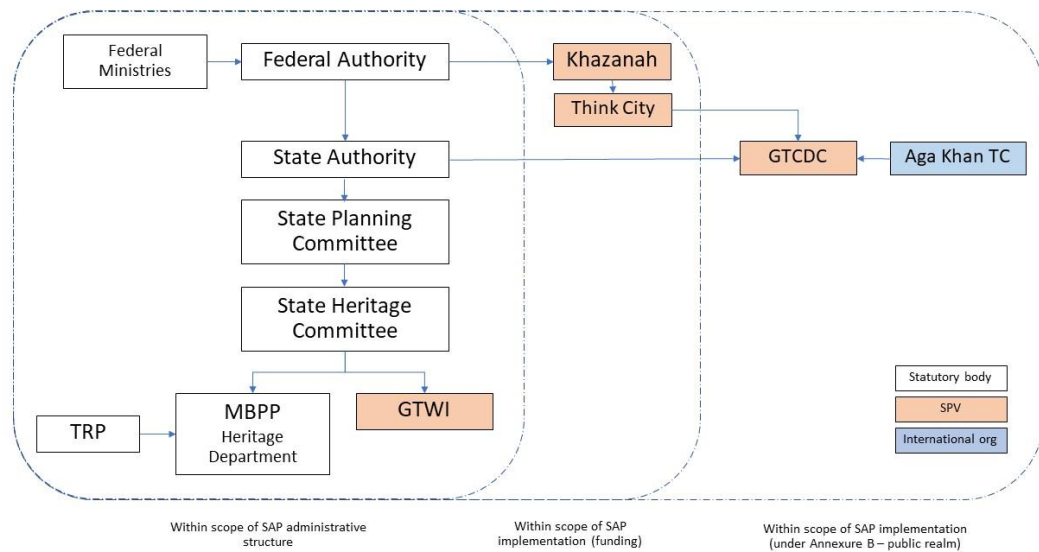 Federal
Ministries
Federal Authority
Khazanah
Think City
State Authority
GTCDC
Aga Khan TC
State Planning
Committee
State Heritage
Committee
TRP
MBPP
Heritage
Department
GTWI
Statutory body
SPV
International org
Within scope of SAP administrative
structure
Within scope of SAP
implementation (funding)
Within scope of SAP implementation
(under Annexure B – public realm)